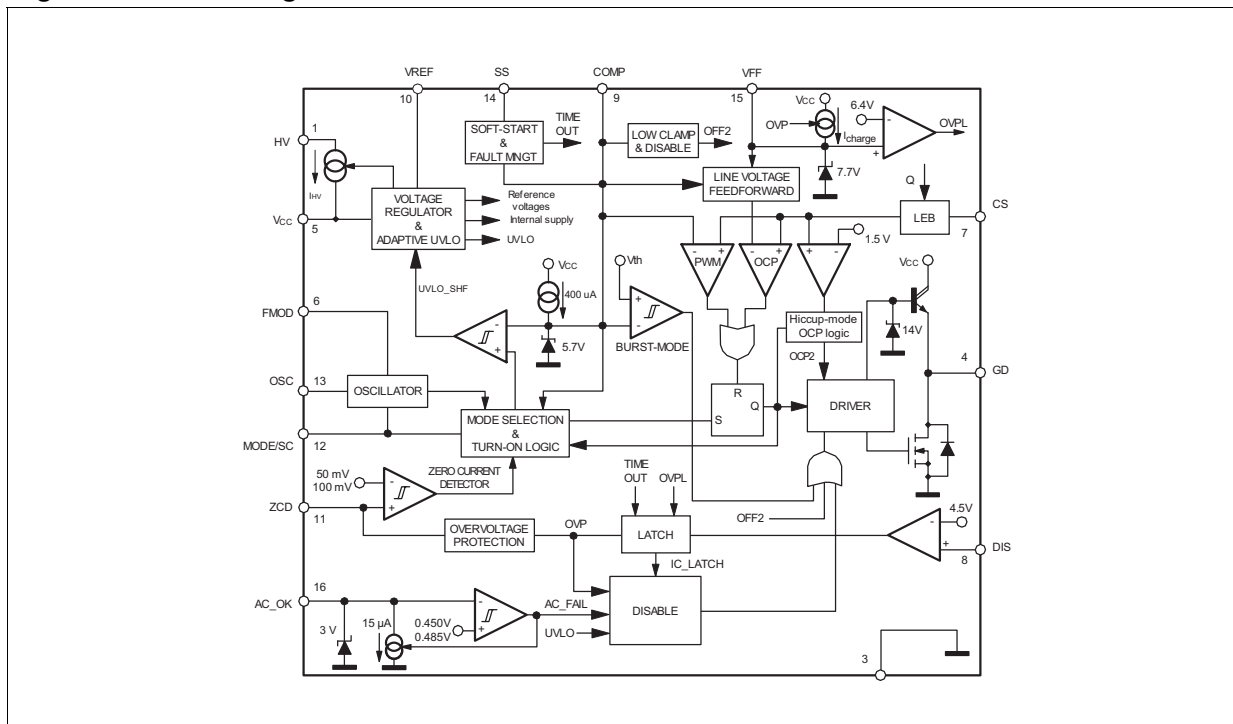 VREF
SS
COMP
VFF
10
14
9
15
1
HV
IHV
VCC
5
SOFT-START
&
FAULT MNGT
TIME
OUT
LOW CLAMP
& DISABLE
OFF2
VCC
OVP
Icharge
6.4V
-
+
OVPL
7.7V
LINE VOLTAGE
FEEDFORWARD
Q
LEB
CS
7
VOLTAGE
REGULATOR
&
ADAPTIVE UVLO
Reference
voltages
Internal supply
UVLO
UVLO_SHF
VCC
400 uA
5.7V
-
+
Vth
+
-
BURST-MODE
-
+
PWM
-
+
OCP
+
-
1.5 V
Hiccup-mode
OCP logic
OCP2
VCC
14V
4
GD
6
FMOD
OSC
13
OSCILLATOR
MODE/SC
12
MODE SELECTION
&
TURN-ON LOGIC
R
S
Q
DRIVER
50 mV
100 mV
-
+
ZERO CURRENT
DETECTOR
ZCD
11
OVERVOLTAGE
PROTECTION
OVP
TIME
OUT
OVPL
LATCH
IC_LATCH
OFF2
4.5V
-
+
DIS
8
16
AC_OK
3 V
15 µA
0.450V
0.485V
-
+
AC_FAIL
UVLO
DISABLE
3